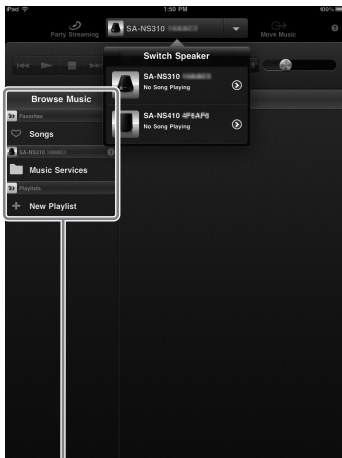 iPad
1:50 PM
100%
Party Streaming
SA-NS310
Move Music
Switch Speaker
SA-NS310
No Song Playing
SA-NS410 4F6AF6
No Song Playing
Browse Music
Favorites
Songs
SA-NS310
Music Services
Playlists
New Playlist